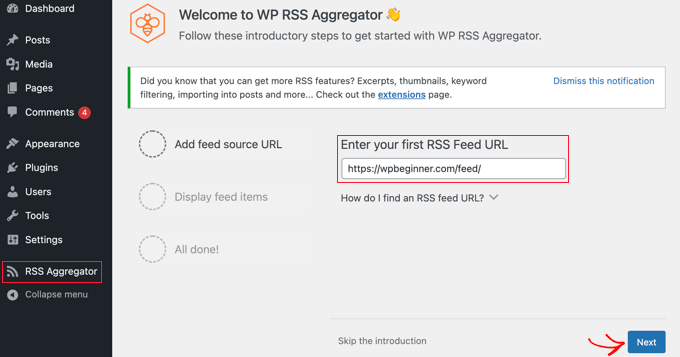 Dashboard
Posts
Media
Pages
Comments 4
Appearance
Plugins
Users
Tools
Settings
RSS Aggregator
Collapse menu
Welcome to WP RSS Aggregator 👋
Follow these introductory steps to get started with WP RSS Aggregator.
Did you know that you can get more RSS features? Excerpts, thumbnails, keyword
filtering, importing into posts and more... Check out the extensions page.
Dismiss this notification
Add feed source URL
Display feed items
All done!
Enter your first RSS Feed URL
https://wpbeginner.com/feed/
How do I find an RSS feed URL?
Skip the introduction
Next